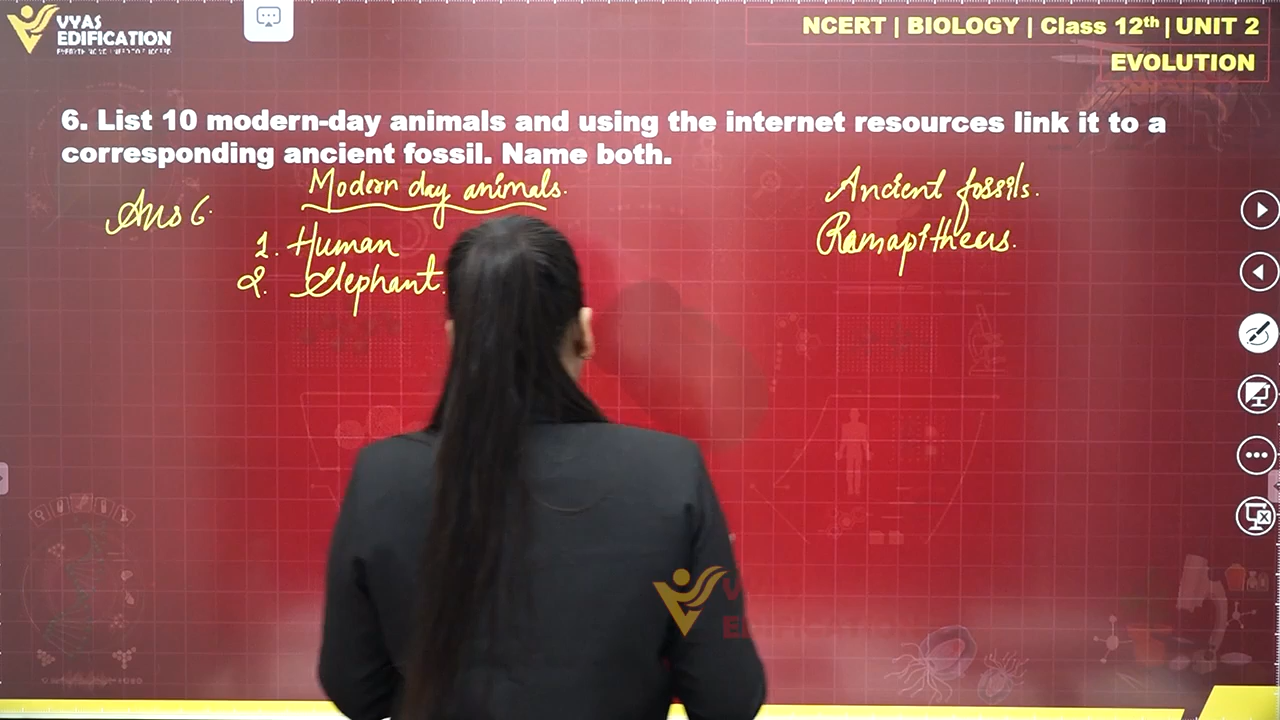 VYAS
EDIFICATION
NCERT | BIOLOGY | Class 12th | UNIT 2
EVOLUTION
6. List 10 modern-day animals and using the internet resources link it to a
corresponding ancient fossil. Name both.
Ans 6.
Modern day animals.
Ancient fossils.
1. Human
Ramapithecus.
2. Elephant.